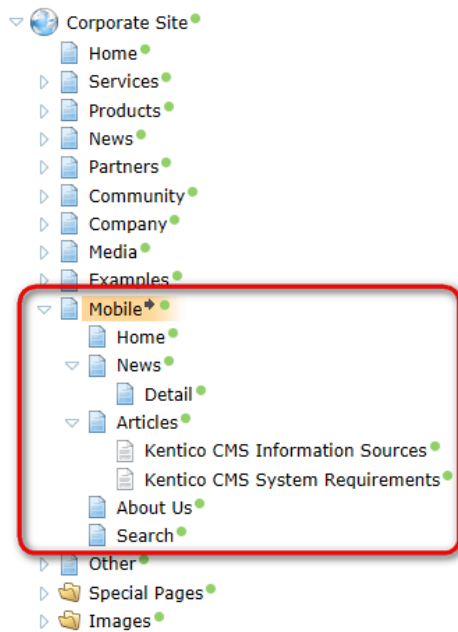 Corporate Site
Home
Services
Products
News
Partners
Community
Company
Media
Examples
Mobile
Home
News
Detail
Articles
Kentico CMS Information Sources
Kentico CMS System Requirements
About Us
Search
Other
Special Pages
Images